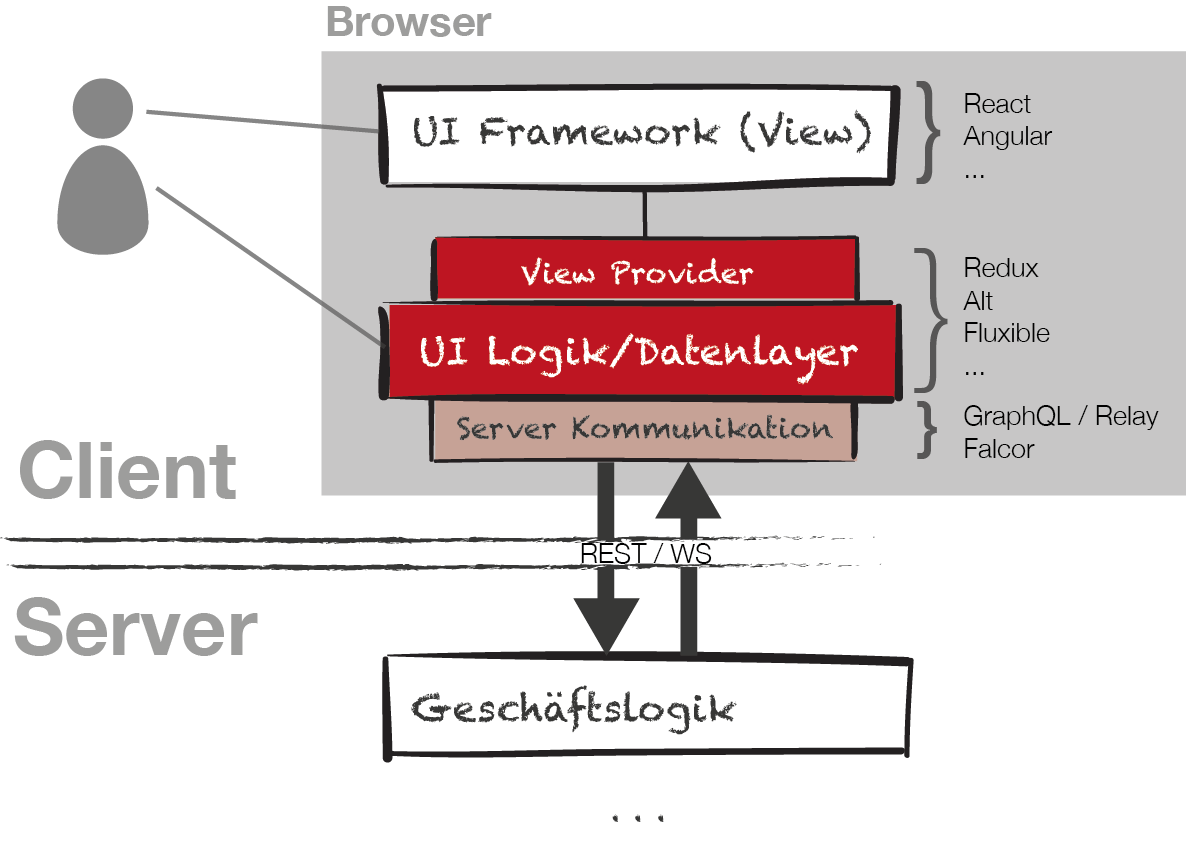 Browser
UI Framework (View)
React
Angular
...
View Provider
UI Logik/Datenlayer
Redux
Alt
Fluxible
...
Server Kommunikation
GraphQL / Relay
Falcor
Client
REST / WS
Server
Geschäftslogik
...